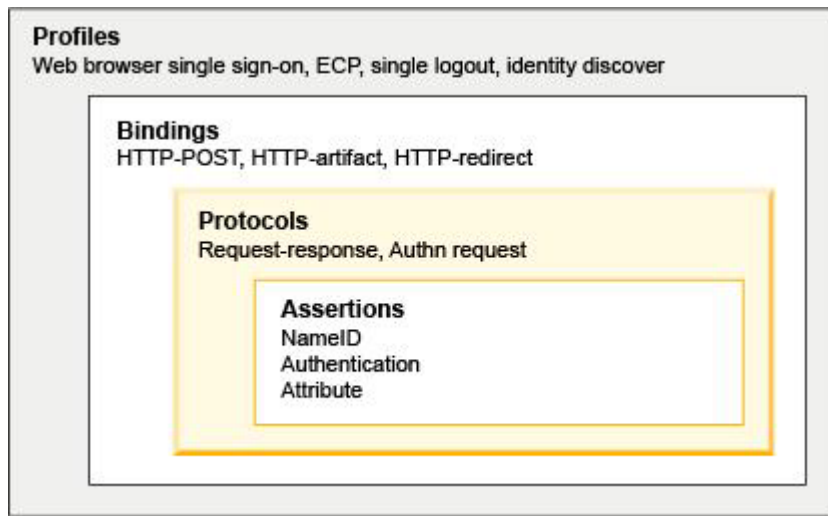 Profiles
Web browser single sign-on, ECP, single logout, identity discover
Bindings
HTTP-POST, HTTP-artifact, HTTP-redirect
Protocols
Request-response, Authn request
Assertions
NameID
Authentication
Attribute